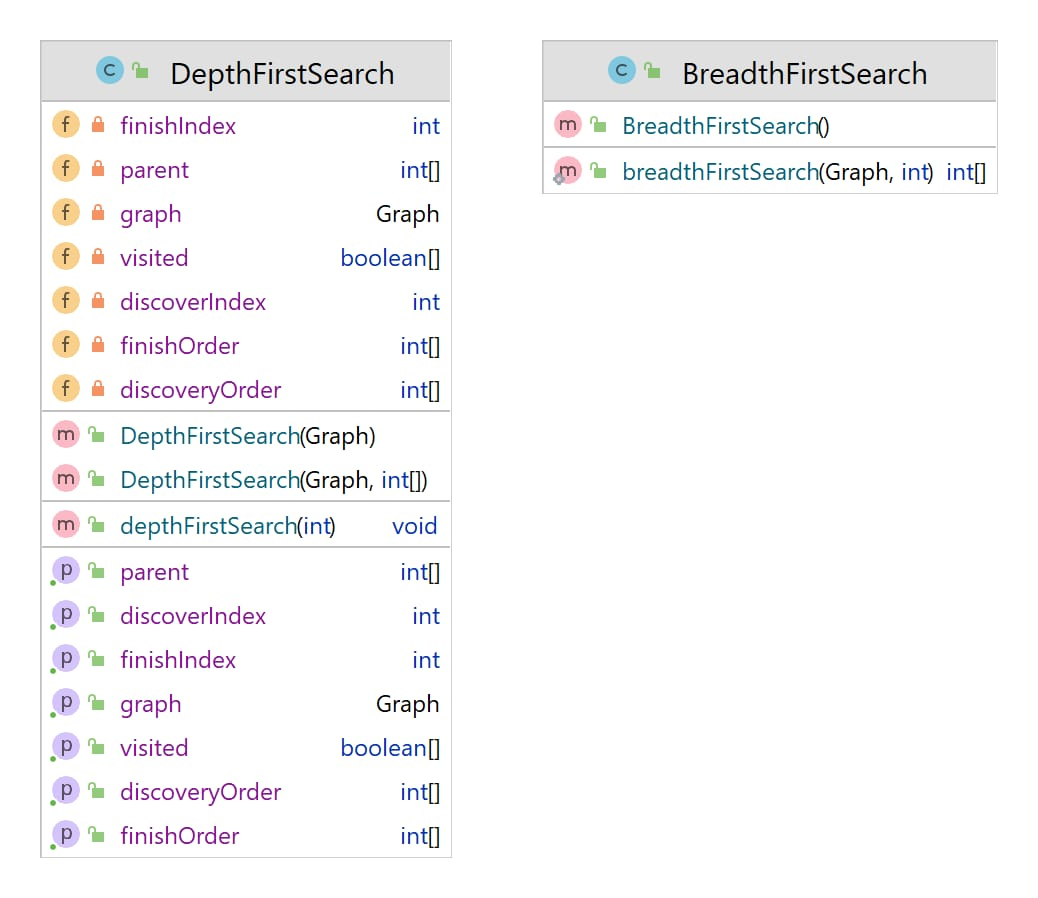 C DepthFirstSearch
f finishIndex int
f parent int[]
f graph Graph
f visited boolean[]
f discoverIndex int
f finishOrder int[]
f discoveryOrder int[]
m DepthFirstSearch(Graph)
m DepthFirstSearch(Graph, int[])
m depthFirstSearch(int) void
p parent int[]
p discoverIndex int
p finishIndex int
p graph Graph
p visited boolean[]
p discoveryOrder int[]
p finishOrder int[]
C BreadthFirstSearch
m BreadthFirstSearch()
m breadthFirstSearch(Graph, int) int[]